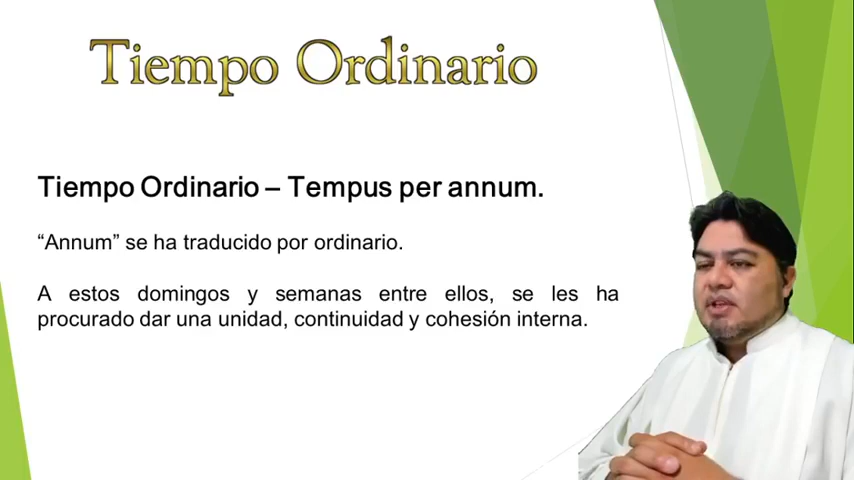 Tiempo Ordinario
Tiempo Ordinario – Tempus per annum.
“Annum” se ha traducido por ordinario.
A estos domingos y semanas entre ellos, se les ha
procurado dar una unidad, continuidad y cohesión interna.